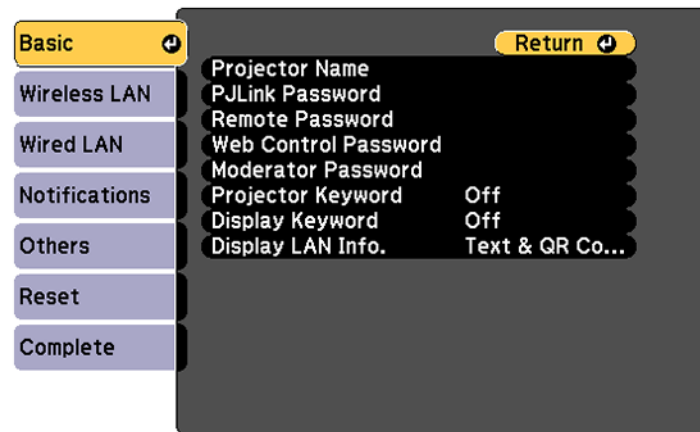 Basic
Wireless LAN
Wired LAN
Notifications
Others
Reset
Complete
Return
Projector Name
PJLink Password
Remote Password
Web Control Password
Moderator Password
Projector Keyword Off
Display Keyword Off
Display LAN Info. Text & QR Co...